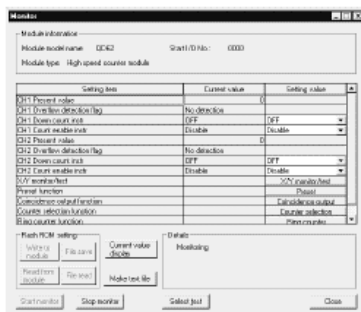 Monitor
Module information
Module model name: QD62 Start I/O No.: 0000
Module type: High speed counter module
Setting item Current value Setting value
CH1 Present value 0
CH1 Overflow detection flag No detection
CH1 Down count instr OFF OFF
CH1 Count enable instr Disable Disable
CH2 Present value 0
CH2 Overflow detection flag No detection
CH2 Down count instr OFF OFF
CH2 Count enable instr Disable Disable
X/Y monitor/test X/Y monitor/test
Preset function Preset
Coincidence output function Coincidence output
Counter selection function Counter selection
Ring counter function Ring counter
Flash ROM setting
Write to module
File save
Current value display
Read from module
File read
Make text file
Details
Monitoring
Start monitor Stop monitor Select test Close